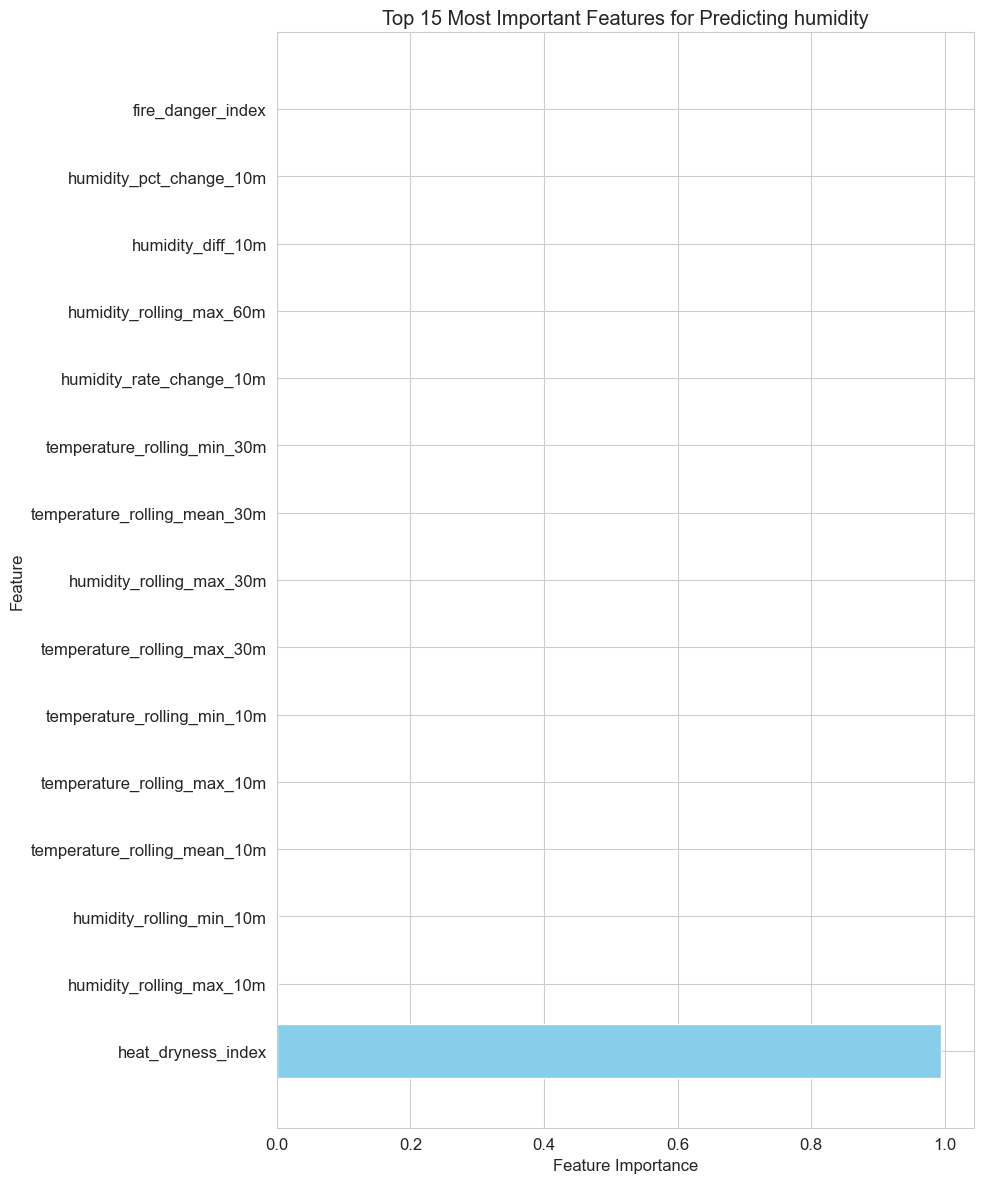 Top 15 Most Important Features for Predicting humidity
fire_danger_index
humidity_pct_change_10m
humidity_diff_10m
humidity_rolling_max_60m
humidity_rate_change_10m
temperature_rolling_min_30m
temperature_rolling_mean_30m
humidity_rolling_max_30m
temperature_rolling_max_30m
temperature_rolling_min_10m
temperature_rolling_max_10m
temperature_rolling_mean_10m
humidity_rolling_min_10m
humidity_rolling_max_10m
heat_dryness_index
Feature
0.0 0.2 0.4 0.6 0.8 1.0
Feature Importance